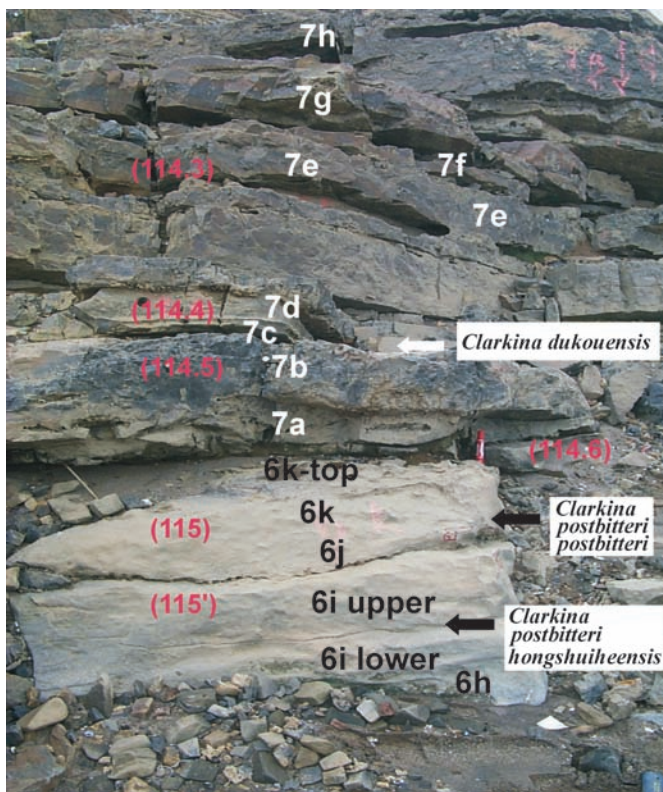 7h
7g
(114.3)
7e
7f
7e
(114.4)
7d
7c
Clarkina dukouensis
(114.5)
7b
7a
(114.6)
6k-top
6k
Clarkina
postbitteri
postbitteri
(115)
6j
(115')
6i upper
Clarkina
postbitteri
hongshuiheensis
6i lower
6h